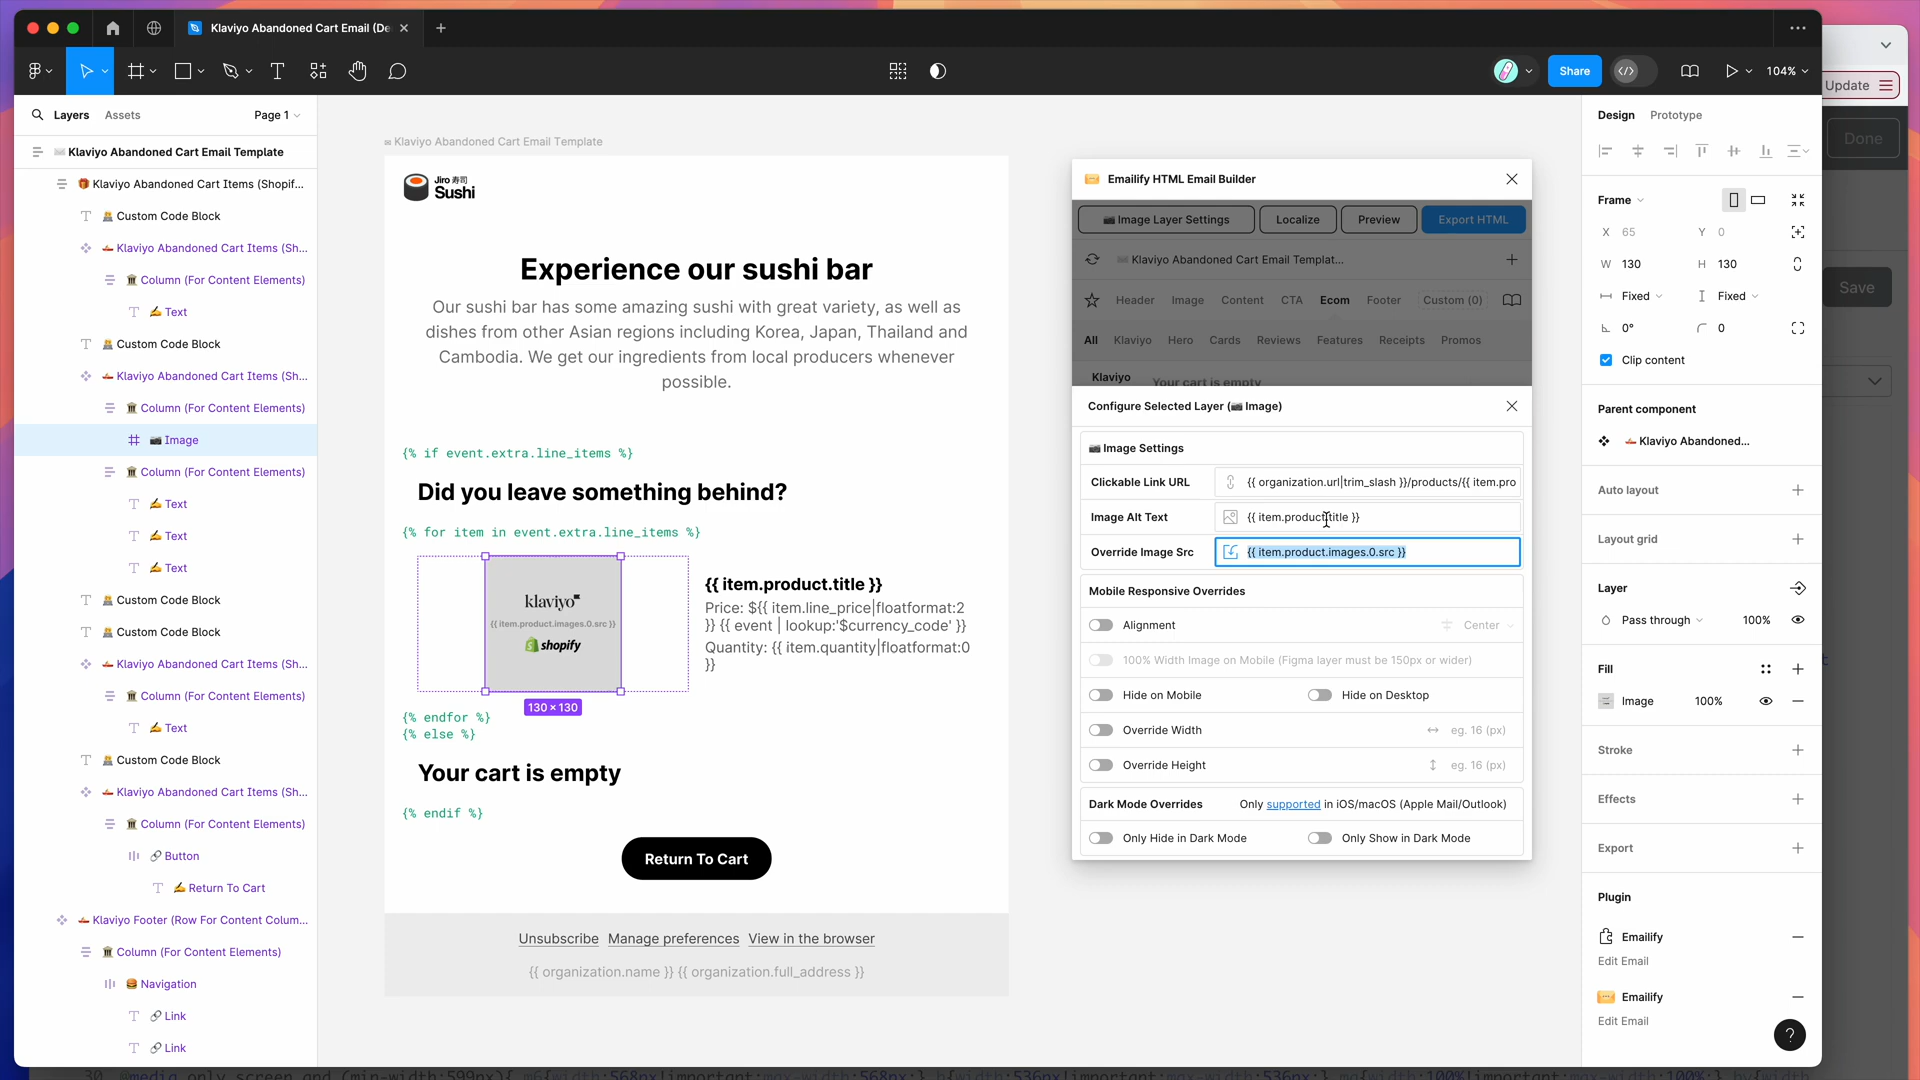 Klaviyo Abandoned Cart Email (De
Share
104%
Update
Layers
Assets
Page 1
Klaviyo Abandoned Cart Email Template
Klaviyo Abandoned Cart Items (Shopif...
Custom Code Block
Klaviyo Abandoned Cart Items (Sh...
Column (For Content Elements)
Text
Custom Code Block
Klaviyo Abandoned Cart Items (Sh...
Column (For Content Elements)
Image
Column (For Content Elements)
Text
Text
Text
Custom Code Block
Custom Code Block
Klaviyo Abandoned Cart Items (Sh...
Column (For Content Elements)
Text
Custom Code Block
Klaviyo Abandoned Cart Items (Sh...
Column (For Content Elements)
Button
Return To Cart
Klaviyo Footer (Row For Content Colum...
Column (For Content Elements)
Navigation
Link
Link
Klaviyo Abandoned Cart Email Template
Jiro 寿司
Sushi
Experience our sushi bar
Our sushi bar has some amazing sushi with great variety, as well as
dishes from other Asian regions including Korea, Japan, Thailand and
Cambodia. We get our ingredients from local producers whenever
possible.
{% if event.extra.line_items %}
Did you leave something behind?
{% for item in event.extra.line_items %}
klaviyo
{{ item.product.images.0.src }}
shopify
130 × 130
{{ item.product.title }}
Price: ${{ item.line_price|floatformat:2
}} {{ event | lookup:'$currency_code' }}
Quantity: {{ item.quantity|floatformat:0
}}
{% endfor %}
{% else %}
Your cart is empty
{% endif %}
Return To Cart
Unsubscribe Manage preferences View in the browser
{{ organization.name }} {{ organization.full_address }}
Emailify HTML Email Builder
Image Layer Settings
Localize
Preview
Export HTML
Klaviyo Abandoned Cart Email Templat...
Header
Image
Content
CTA
Ecom
Footer
Custom (0)
All
Klaviyo
Hero
Cards
Reviews
Features
Receipts
Promos
Klaviyo
Your cart is empty
Configure Selected Layer (Image)
Image Settings
Clickable Link URL
{{ organization.url|trim_slash }}/products/{{ item.pro
Image Alt Text
{{ item.product.title }}
Override Image Src
{{ item.product.images.0.src }}
Mobile Responsive Overrides
Alignment
Center
100% Width Image on Mobile (Figma layer must be 150px or wider)
Hide on Mobile
Hide on Desktop
Override Width
eg. 16 (px)
Override Height
eg. 16 (px)
Dark Mode Overrides
Only supported in iOS/macOS (Apple Mail/Outlook)
Only Hide in Dark Mode
Only Show in Dark Mode
Design
Prototype
Frame
X 65
Y 0
W 130
H 130
Fixed
Fixed
0°
0
Clip content
Parent component
Klaviyo Abandoned...
Auto layout
Layout grid
Layer
Pass through
100%
Fill
Image
100%
Stroke
Effects
Export
Plugin
Emailify
Edit Email
Emailify
Edit Email
?
Done
Save